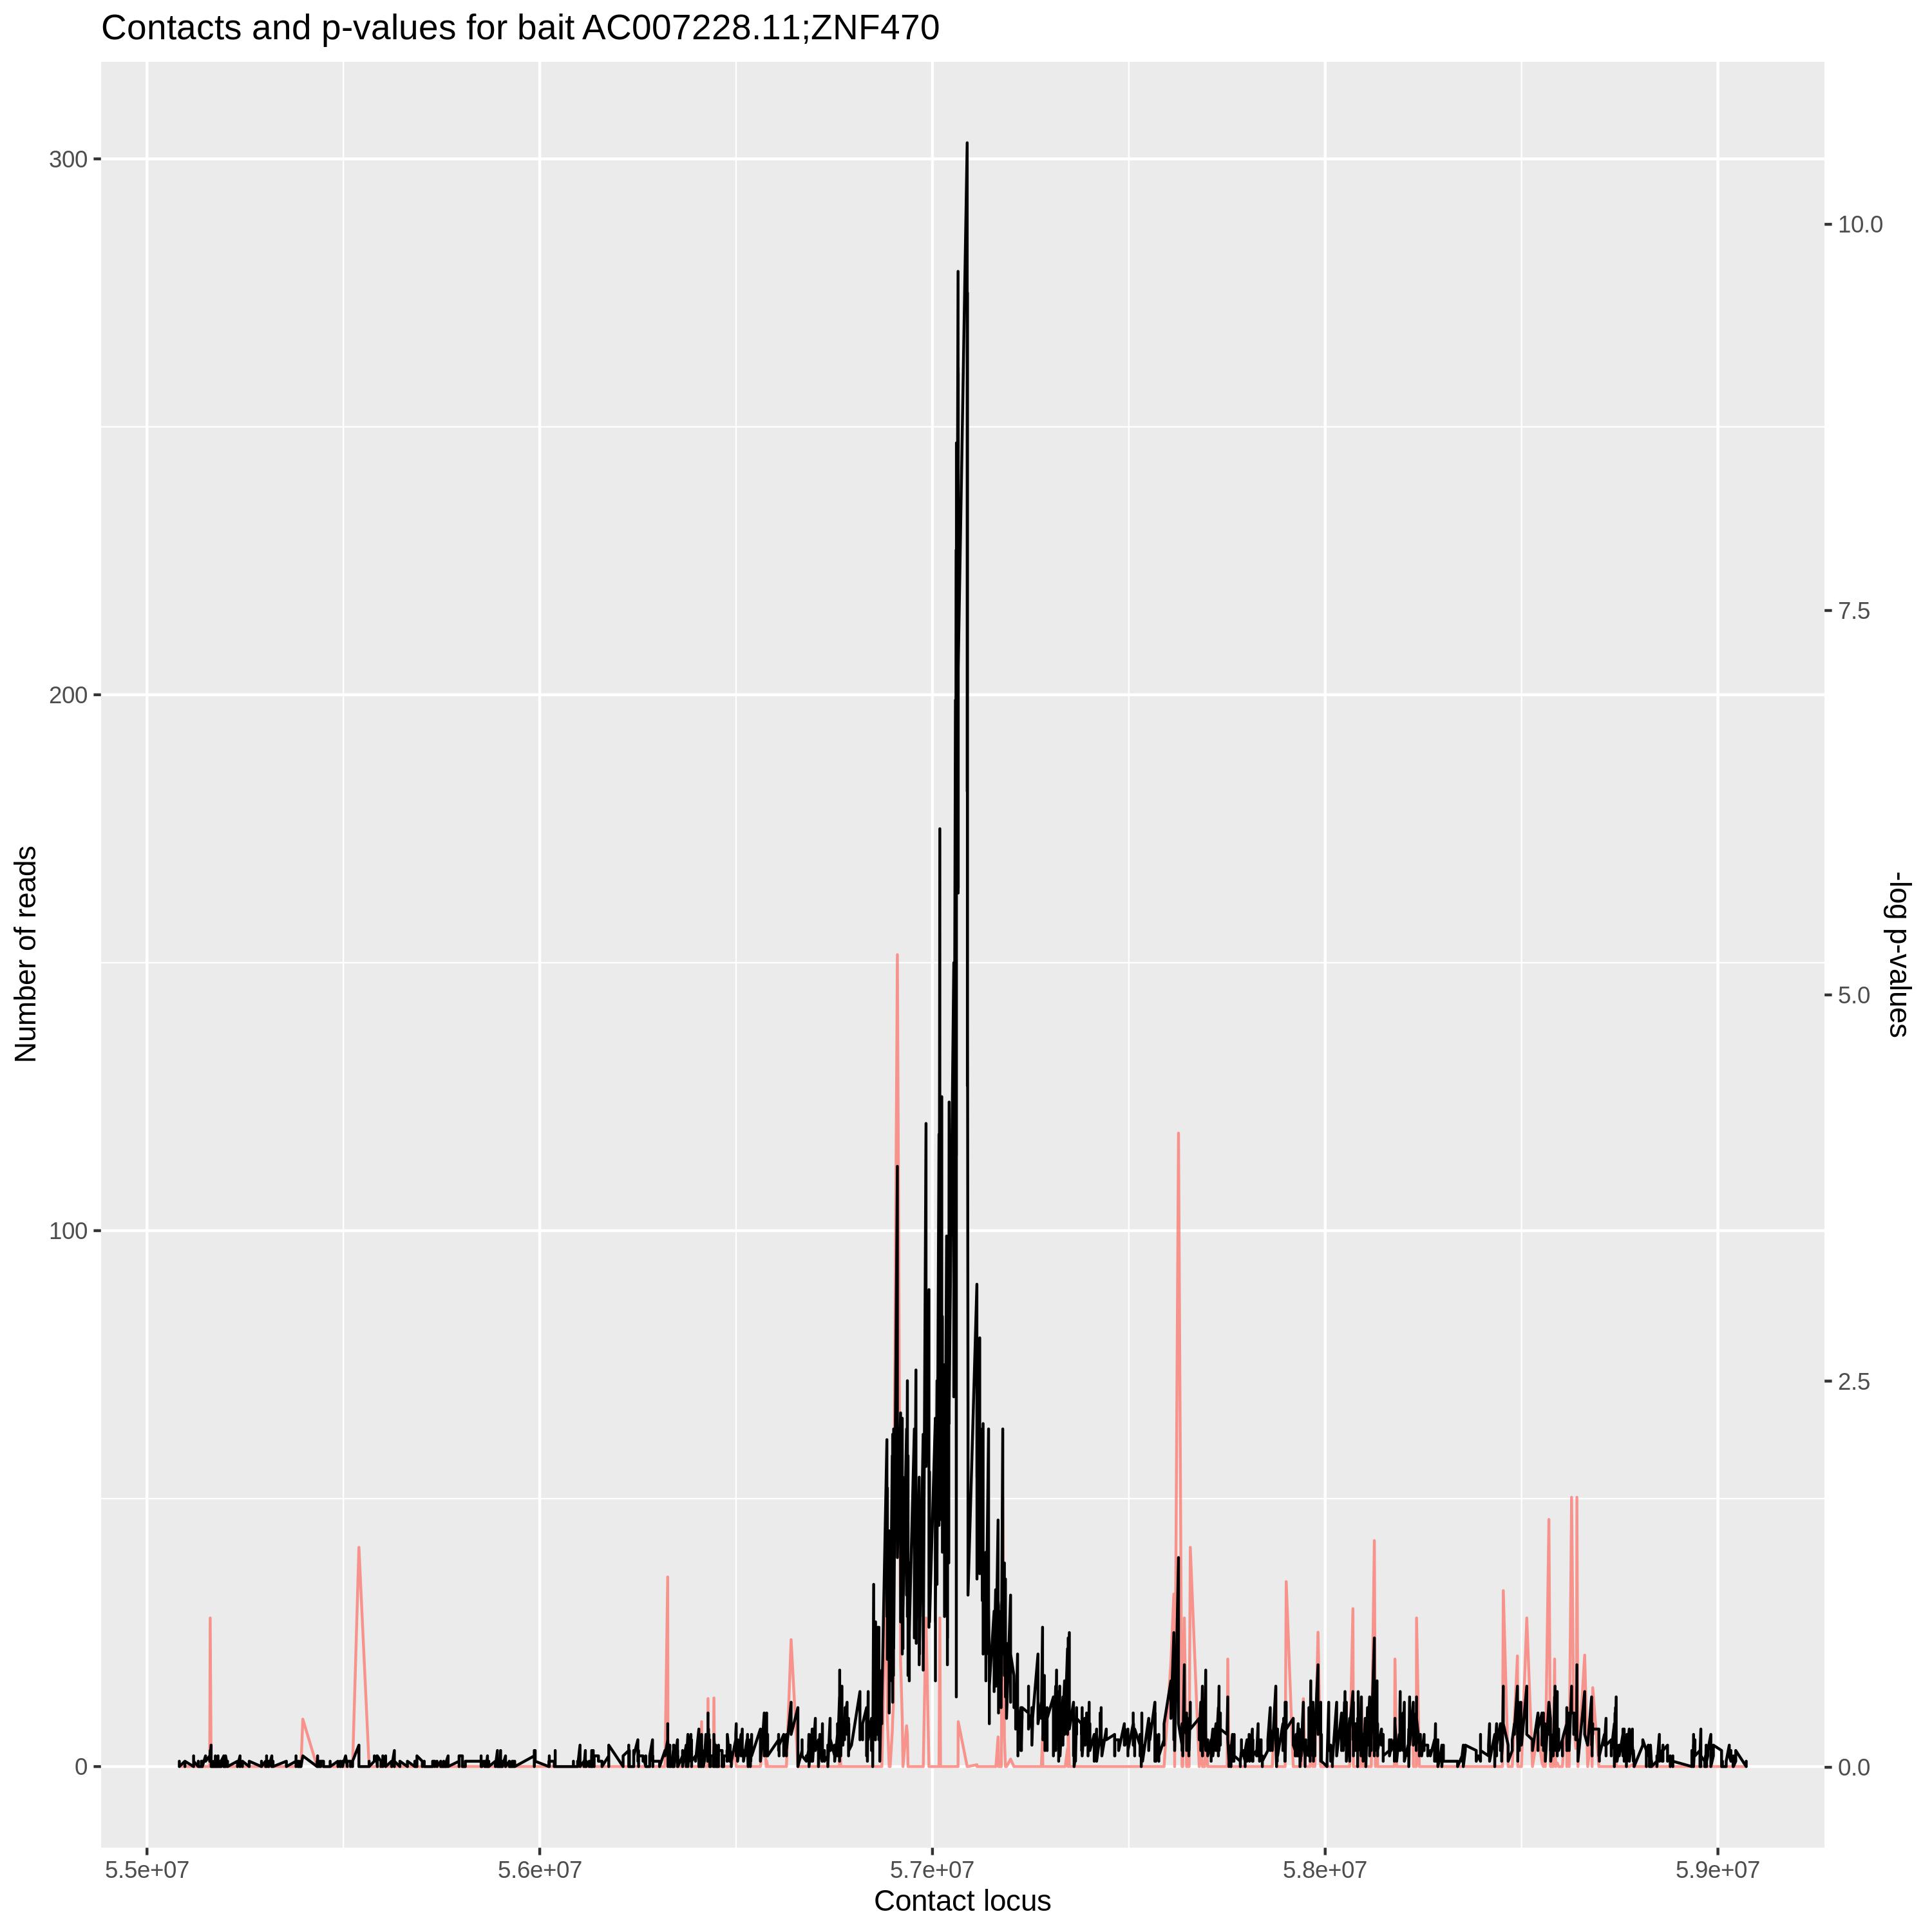 Contacts and p-values for bait AC007228.11;ZNF470
300
200
100
0
Number of reads
10.0
7.5
5.0
2.5
0.0
-log p-values
5.5e+07
5.6e+07
5.7e+07
5.8e+07
5.9e+07
Contact locus